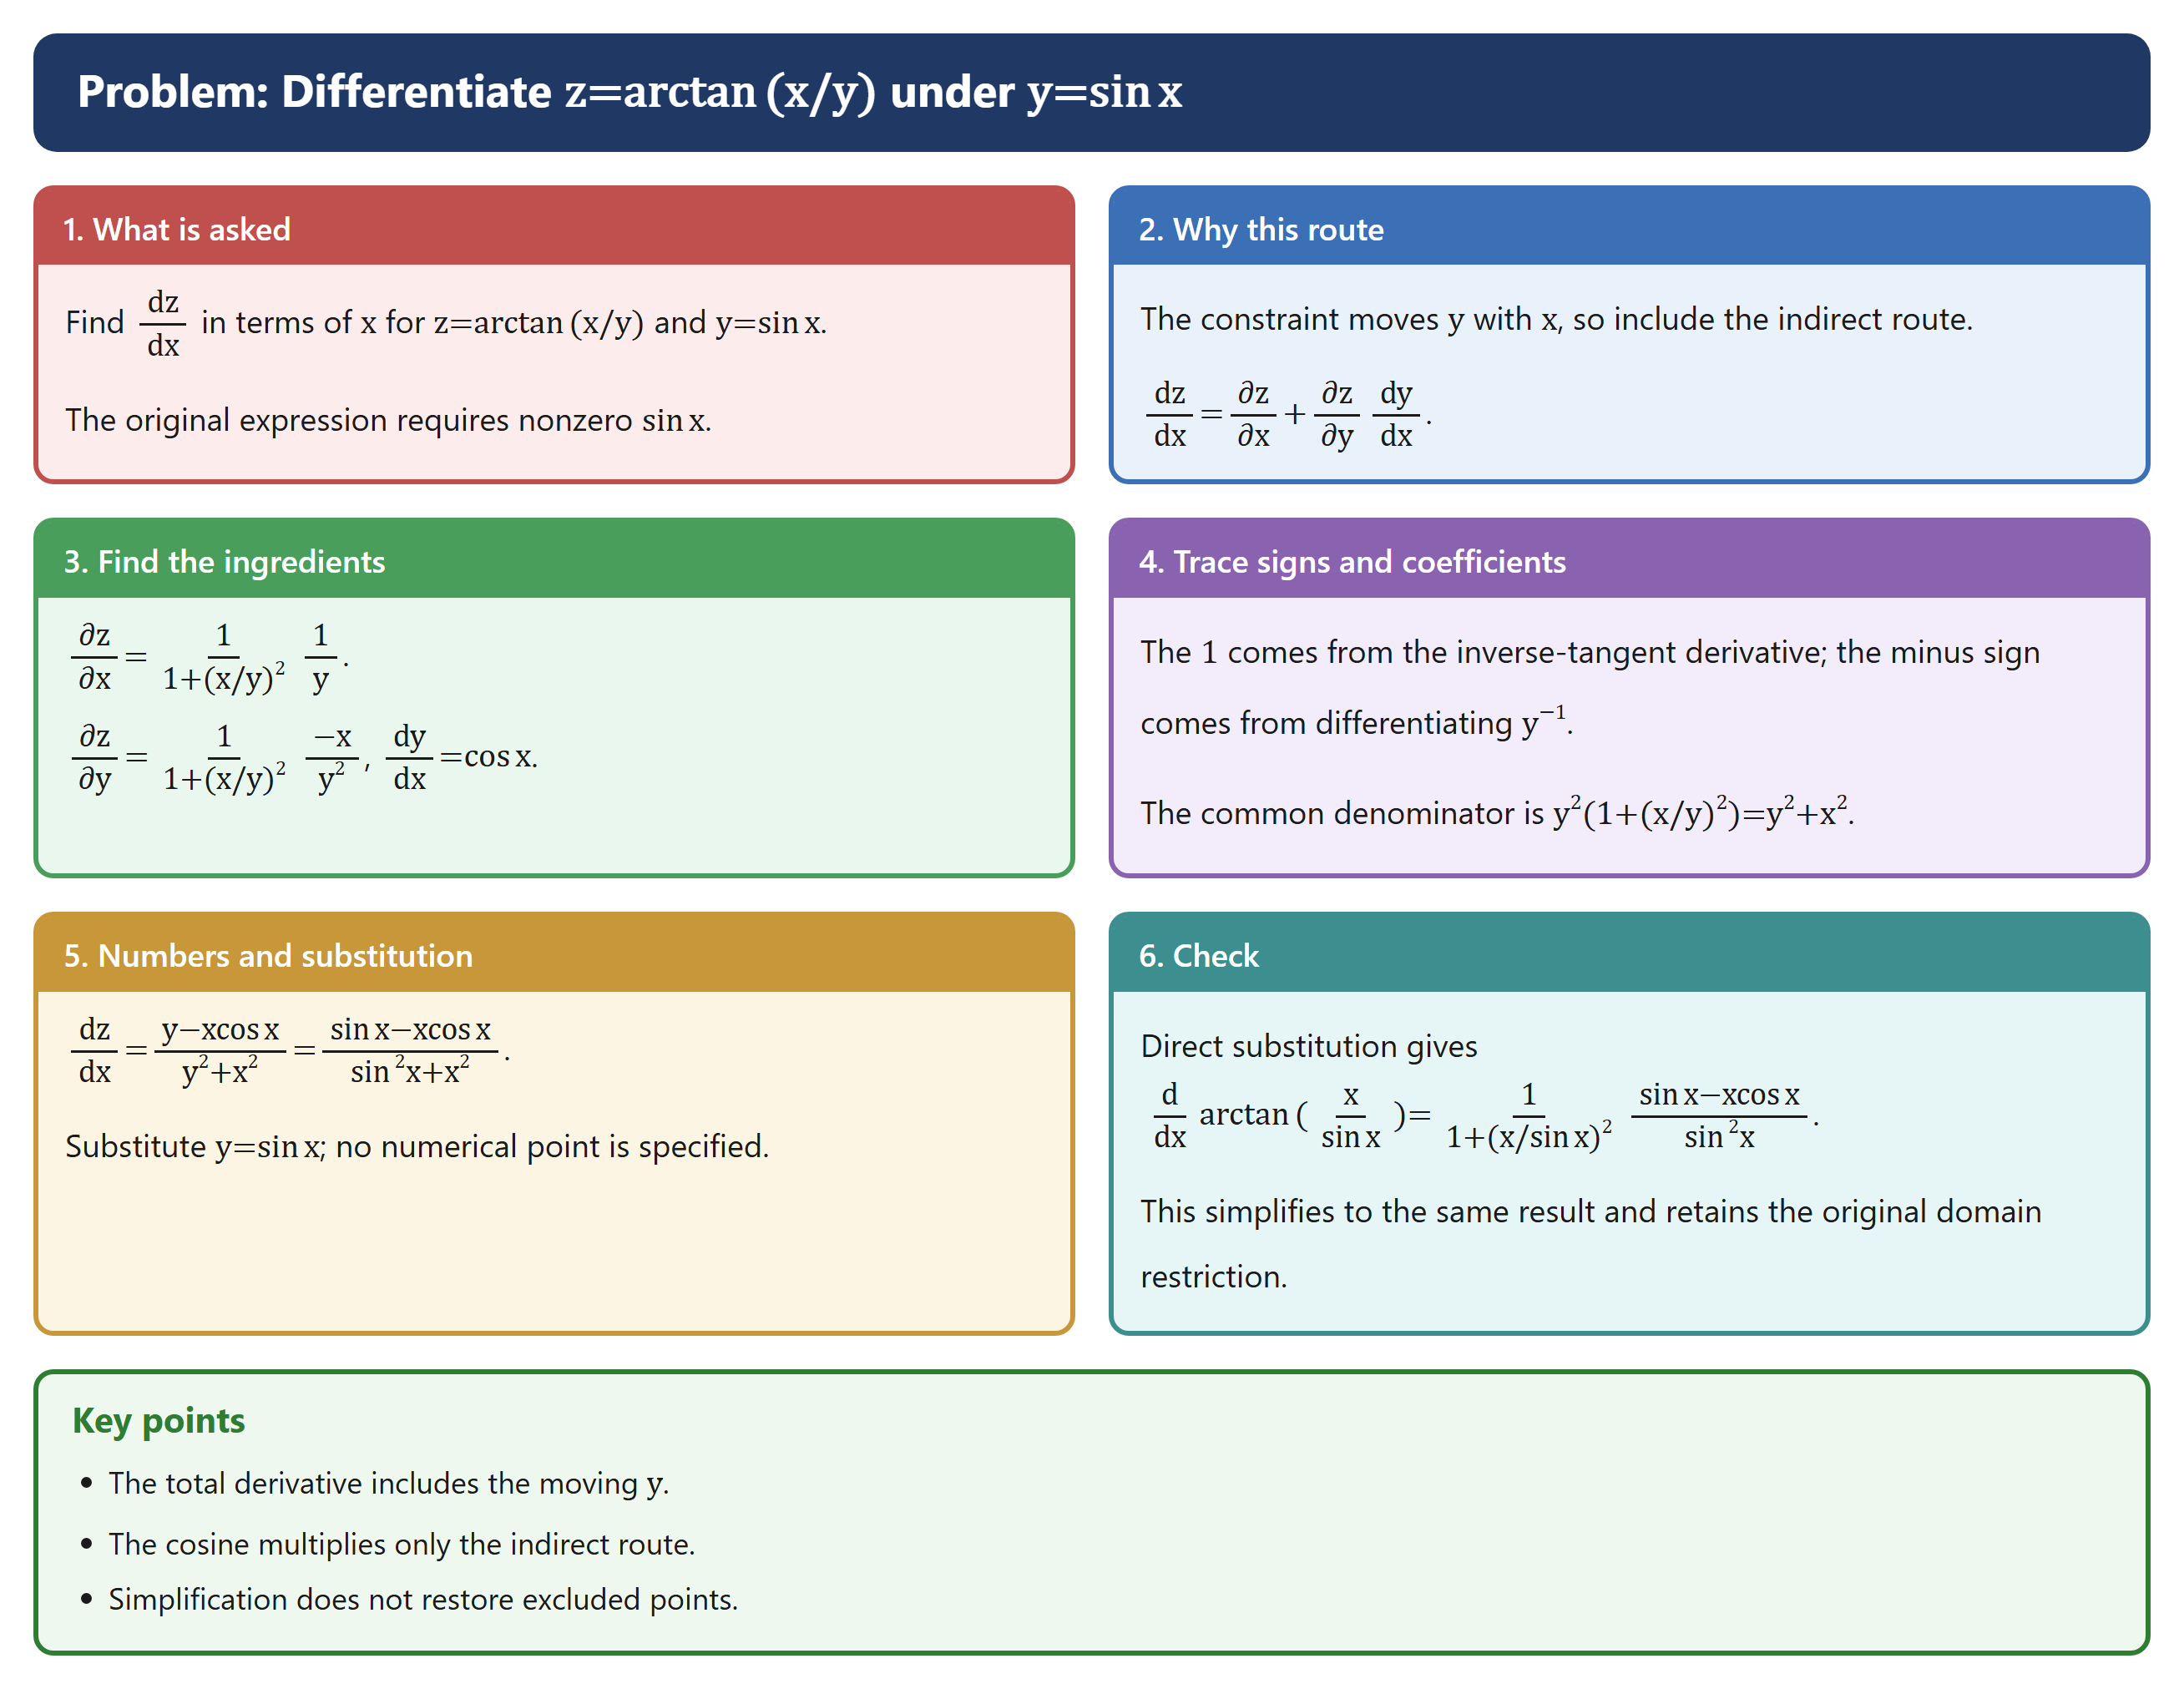 Problem: Differentiate z=arctan (x/y) under y=sin x
1. What is asked
Find dz/dx in terms of x for z=arctan (x/y) and y=sin x.
The original expression requires nonzero sin x.
2. Why this route
The constraint moves y with x, so include the indirect route.
dz/dx = ∂z/∂x + ∂z/∂y dy/dx.
3. Find the ingredients
∂z/∂x = 1/(1+(x/y)²) 1/y.
∂z/∂y = 1/(1+(x/y)²) −x/y², dy/dx =cos x.
4. Trace signs and coefficients
The 1 comes from the inverse-tangent derivative; the minus sign
comes from differentiating y⁻¹.
The common denominator is y²(1+(x/y)²)=y²+x².
5. Numbers and substitution
dz/dx = (y−xcos x)/(y²+x²) = (sin x−xcos x)/(sin²x+x²).
Substitute y=sin x; no numerical point is specified.
6. Check
Direct substitution gives
d/dx arctan ( x/sin x )= 1/(1+(x/sin x)²) (sin x−xcos x)/(sin²x).
This simplifies to the same result and retains the original domain
restriction.
Key points
• The total derivative includes the moving y.
• The cosine multiplies only the indirect route.
• Simplification does not restore excluded points.